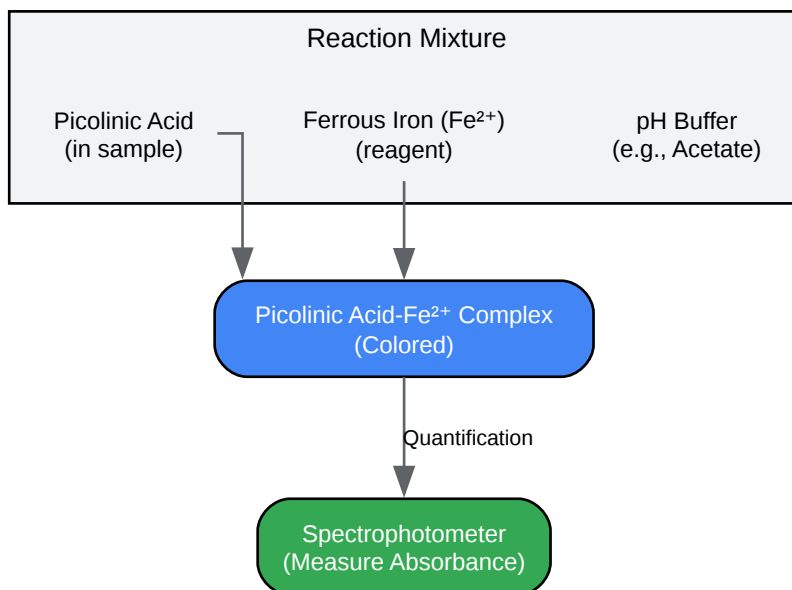 Reaction Mixture
Picolinic Acid
(in sample)
Ferrous Iron (Fe²⁺)
(reagent)
pH Buffer
(e.g., Acetate)
Picolinic Acid-Fe²⁺ Complex
(Colored)
Quantification
Spectrophotometer
(Measure Absorbance)